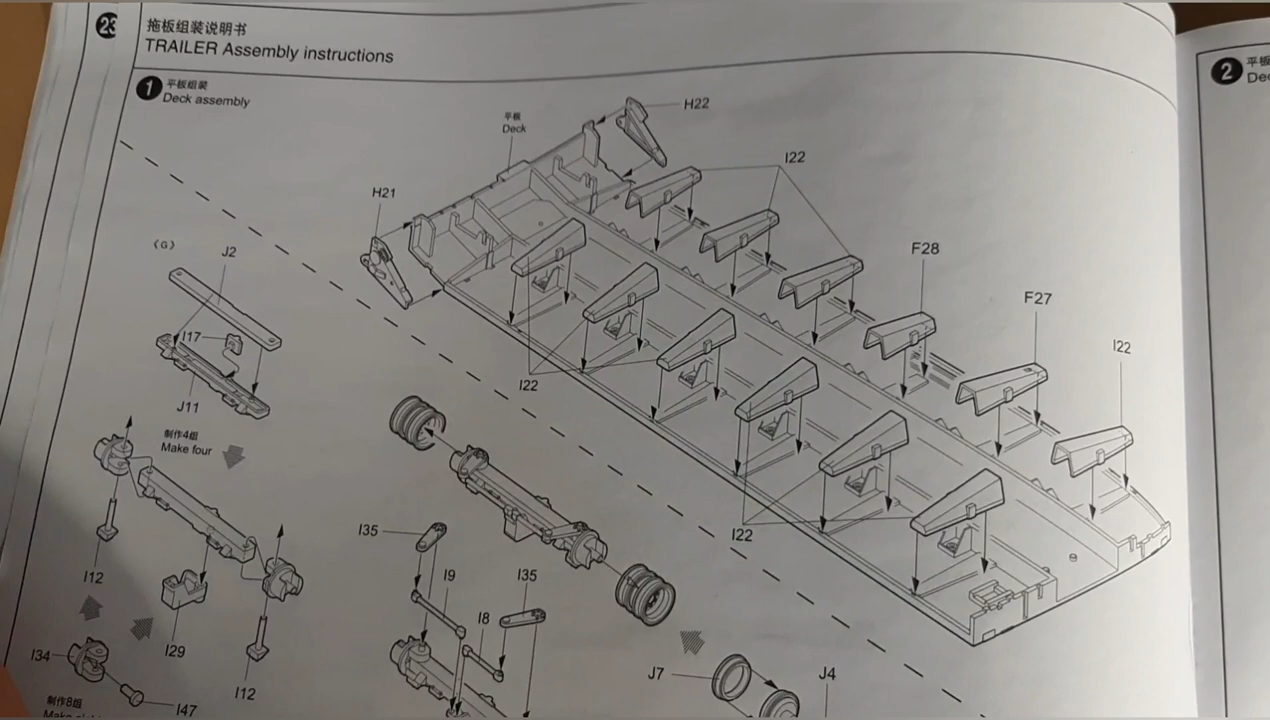 23
拖板组装说明书
TRAILER Assembly instructions
1
平板组装
Deck assembly
2
平板
H22
平板
Deck
I22
H21
F28
〈G〉
J2
F27
I17
I22
I22
J11
制作4组
Make four
I35
I22
I12
I9
I35
I8
I34
I29
I12
J7
J4
制作8组
I47